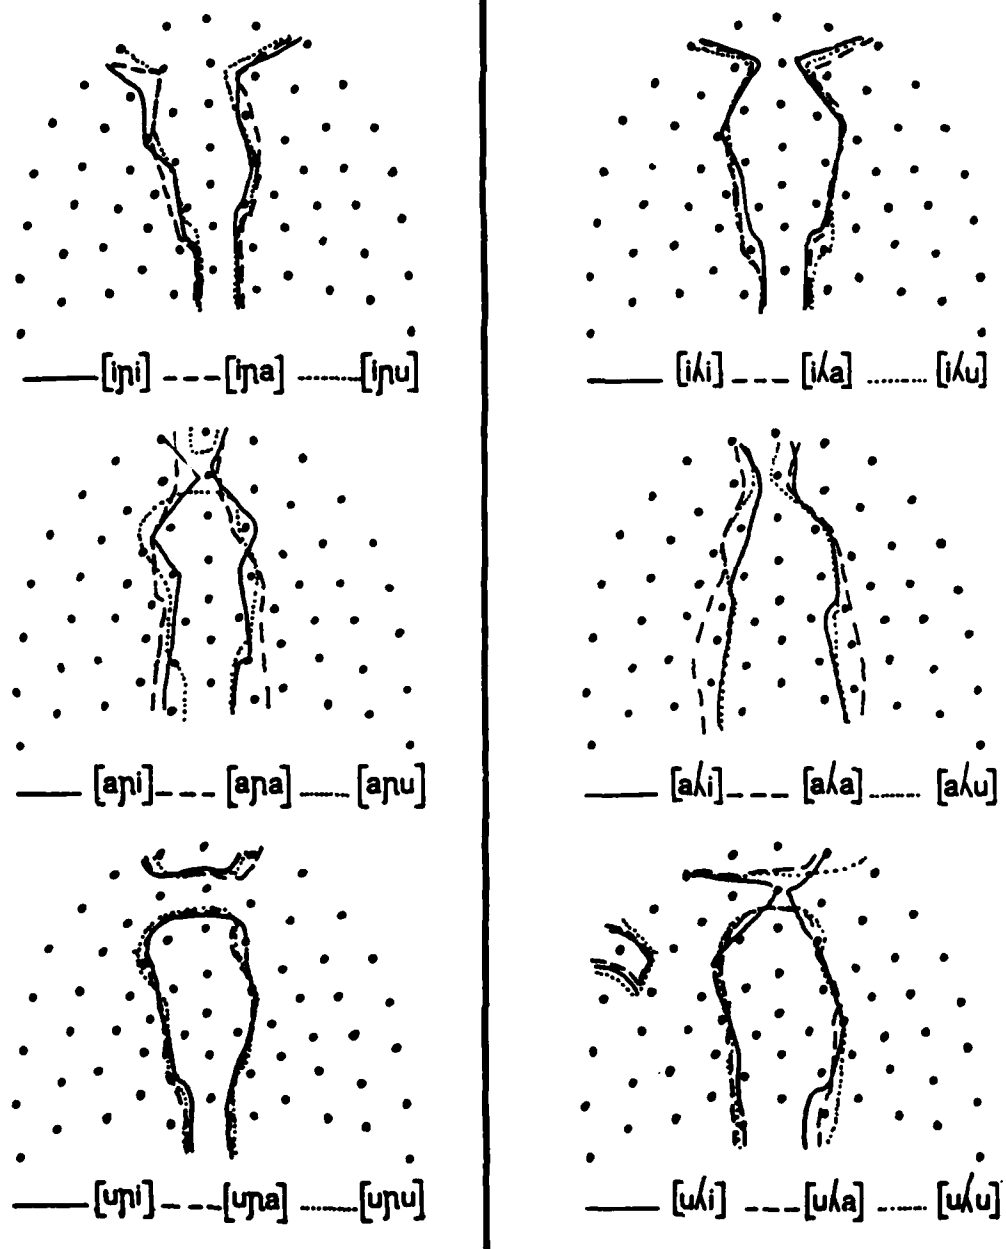 [iɲi] [iɲa] [iɲu]
[iʎi] [iʎa] [iʎu]
[aɲi] [aɲa] [aɲu]
[aʎi] [aʎa] [aʎu]
[uɲi] [uɲa] [uɲu]
[uʎi] [uʎa] [uʎu]